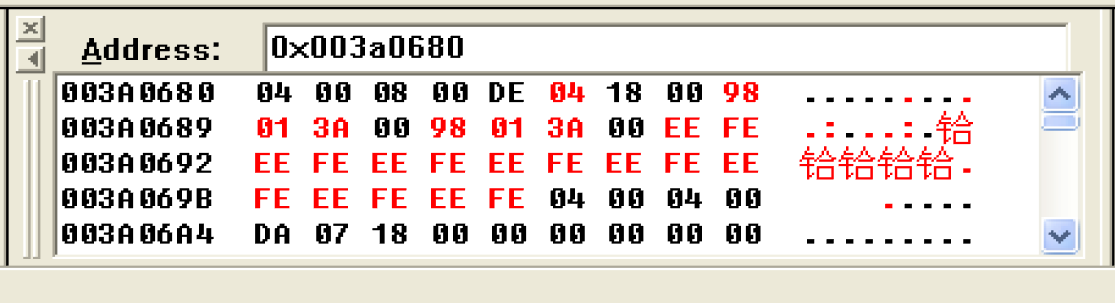 Address: 0x003a0680
003A0680 04 00 08 00 DE 04 18 00 98 .........
003A0689 01 3A 00 98 01 3A 00 EE FE .:...:.铪
003A0692 EE FE EE FE EE FE EE FE EE 铪铪铪铪.
003A069B FE EE FE EE FE 04 00 04 00 .....
003A06A4 DA 07 18 00 00 00 00 00 00 .........